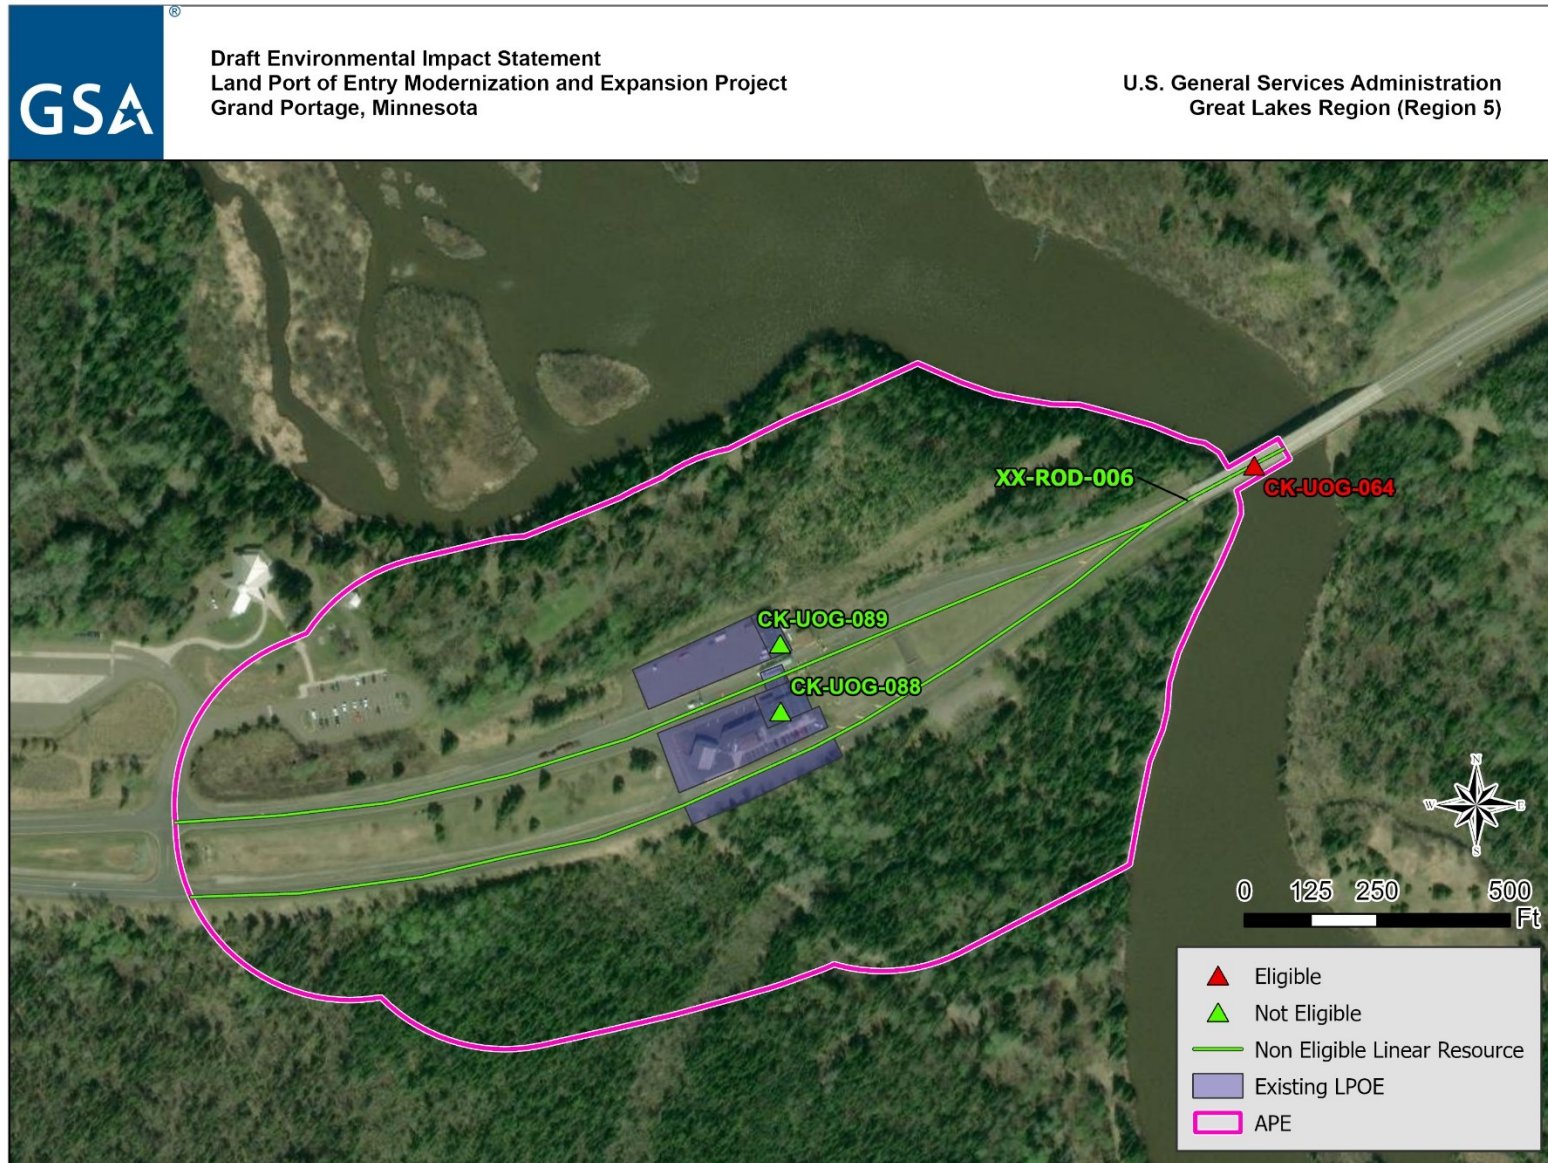 ®
GSA
Draft Environmental Impact Statement
Land Port of Entry Modernization and Expansion Project
Grand Portage, Minnesota
U.S. General Services Administration
Great Lakes Region (Region 5)
XX-ROD-006
CK-UOG-064
CK-UOG-089
CK-UOG-088
N
W E
S
0 125 250 500
Ft
Eligible
Not Eligible
Non Eligible Linear Resource
Existing LPOE
APE